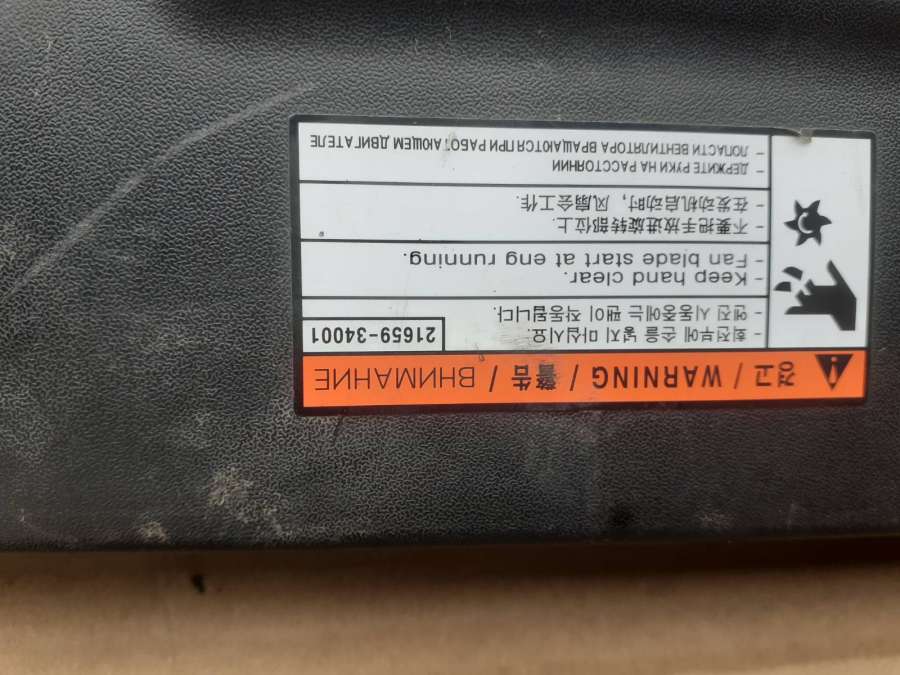 경고 / WARNING / 警告 / ВНИМАНИЕ
- 회전부에 손을 넣지 마십시요.
- 엔진 시동중에는 팬이 작동됩니다.
21659-34001
- Keep hand clear.
- Fan blade start at eng running.
- 不要把手放进旋转部位上.
- 在发动机启动时, 风扇会工作.
- ДЕРЖИТЕ РУКИ НА РАССТОЯНИИ
- ЛОПАСТИ ВЕНТИЛЯТОРА ВРАЩАЮТСЯ ПРИ РАБОТАЮЩЕМ ДВИГАТЕЛЕ